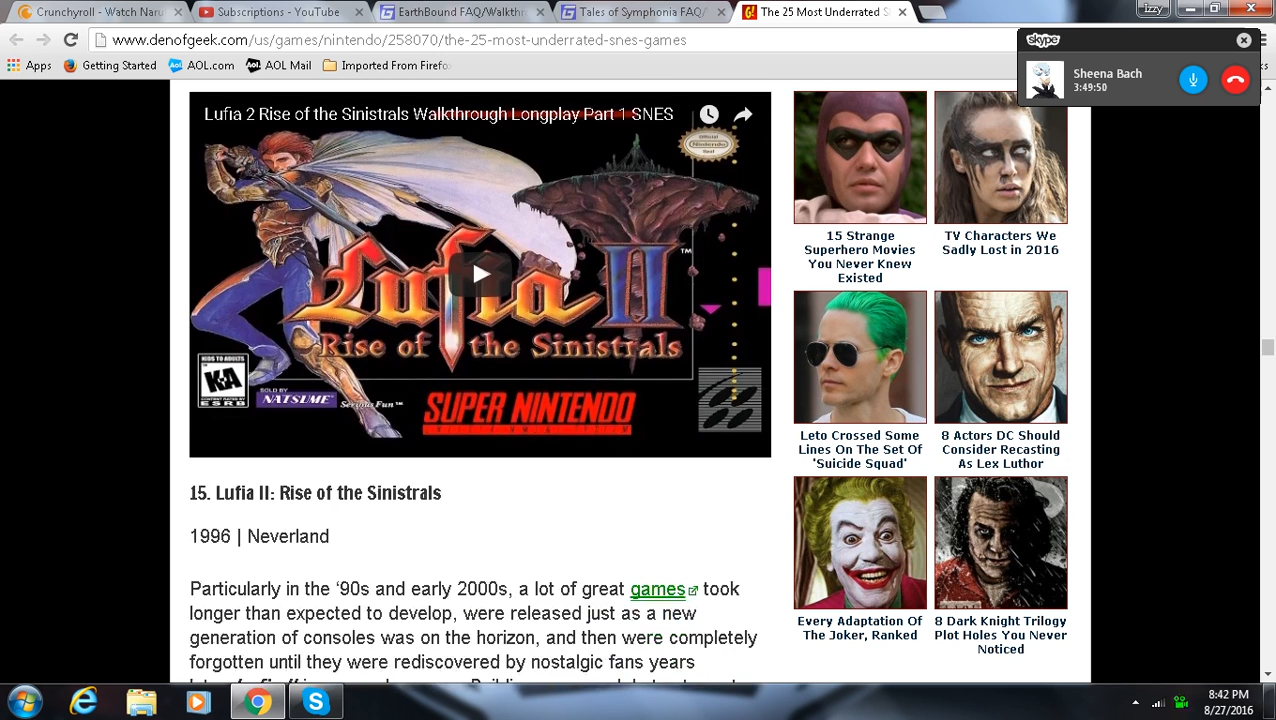 Crunchyroll - Watch Naru
Subscriptions - YouTube
EarthBound FAQ/Walkthr
Tales of Symphonia FAQ/
The 25 Most Underrated S
Izzy
www.denofgeek.com/us/games/nintendo/258070/the-25-most-underrated-snes-games
Apps
Getting Started
AOL.com
AOL Mail
Imported From Firefo
skype
Sheena Bach
3:49:50
Lufia 2 Rise of the Sinistrals Walkthrough Longplay Part 1 SNES
Official
Nintendo
Seal
Lufia II
TM
Rise of the Sinistrals
KIDS TO ADULTS
K-A
ESRB
SOLD BY
NATSUME
Serious Fun™
SUPER NINTENDO
15. Lufia II: Rise of the Sinistrals
1996 | Neverland
Particularly in the ‘90s and early 2000s, a lot of great games took
longer than expected to develop, were released just as a new
generation of consoles was on the horizon, and then were completely
forgotten until they were rediscovered by nostalgic fans years
15 Strange
Superhero Movies
You Never Knew
Existed
TV Characters We
Sadly Lost in 2016
Leto Crossed Some
Lines On The Set Of
'Suicide Squad'
8 Actors DC Should
Consider Recasting
As Lex Luthor
Every Adaptation Of
The Joker, Ranked
8 Dark Knight Trilogy
Plot Holes You Never
Noticed
8:42 PM
8/27/2016